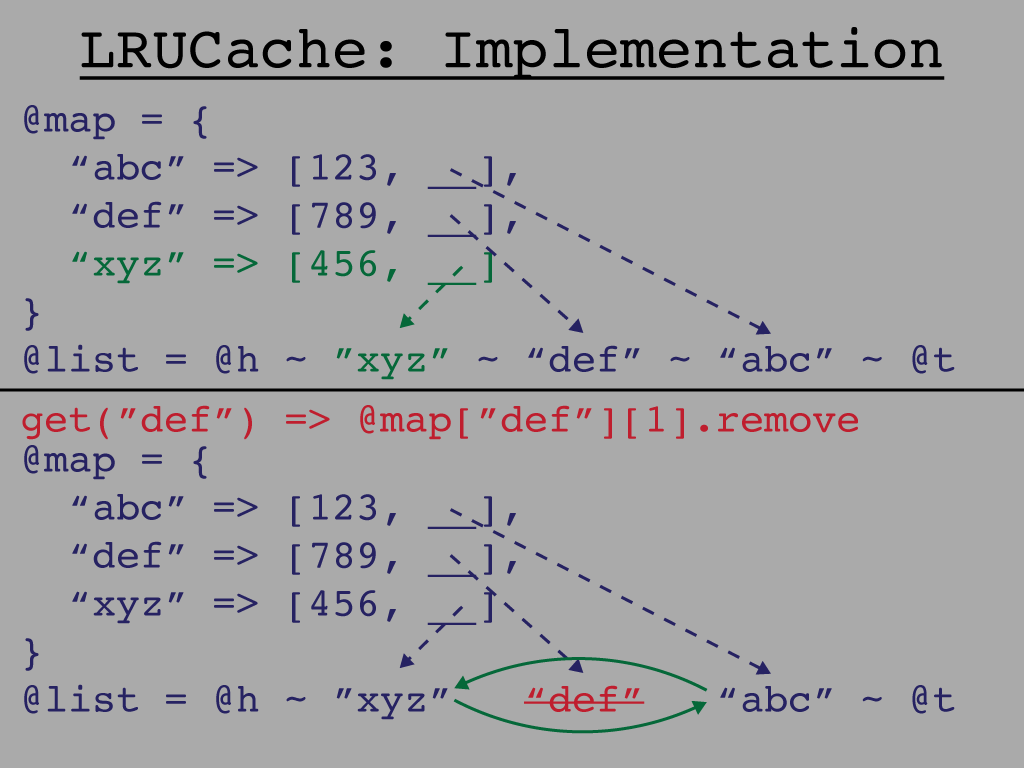 LRUCache: Implementation
@map = {
“abc” => [123, __],
“def” => [789, __],
“xyz” => [456, __]
}
@list = @h ~ ”xyz” ~ “def” ~ “abc” ~ @t
get(”def”) => @map[”def”][1].remove
@map = {
“abc” => [123, __],
“def” => [789, __],
“xyz” => [456, __]
}
@list = @h ~ ”xyz” “def” “abc” ~ @t